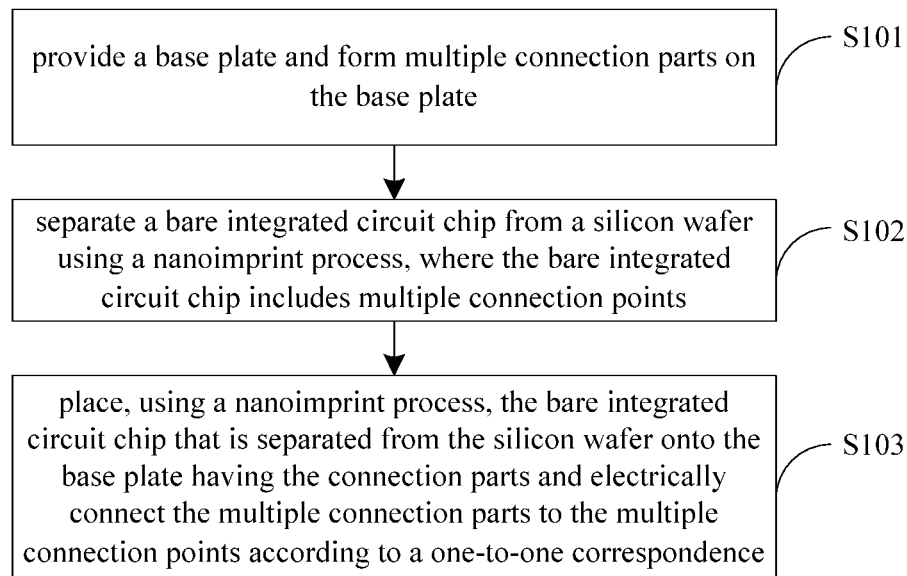 provide a base plate and form multiple connection parts on
the base plate
S101
separate a bare integrated circuit chip from a silicon wafer
using a nanoimprint process, where the bare integrated
circuit chip includes multiple connection points
S102
place, using a nanoimprint process, the bare integrated
circuit chip that is separated from the silicon wafer onto the
base plate having the connection parts and electrically
connect the multiple connection parts to the multiple
connection points according to a one-to-one correspondence
S103